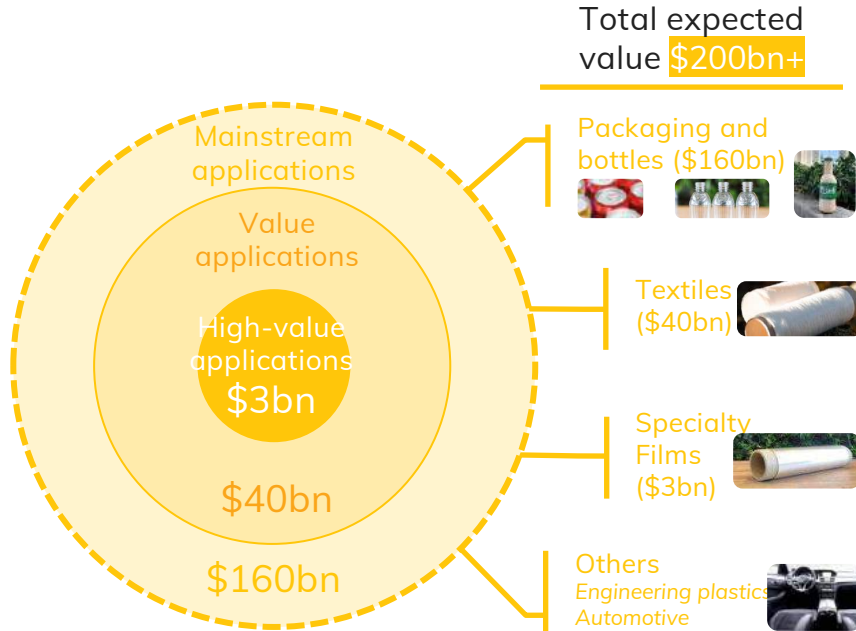 Total expected
value $200bn+
Mainstream
applications
Value
applications
High-value
applications
$3bn
$40bn
$160bn
Packaging and
bottles ($160bn)
Textiles
($40bn)
Specialty
Films
($3bn)
Others
Engineering plastics
Automotive